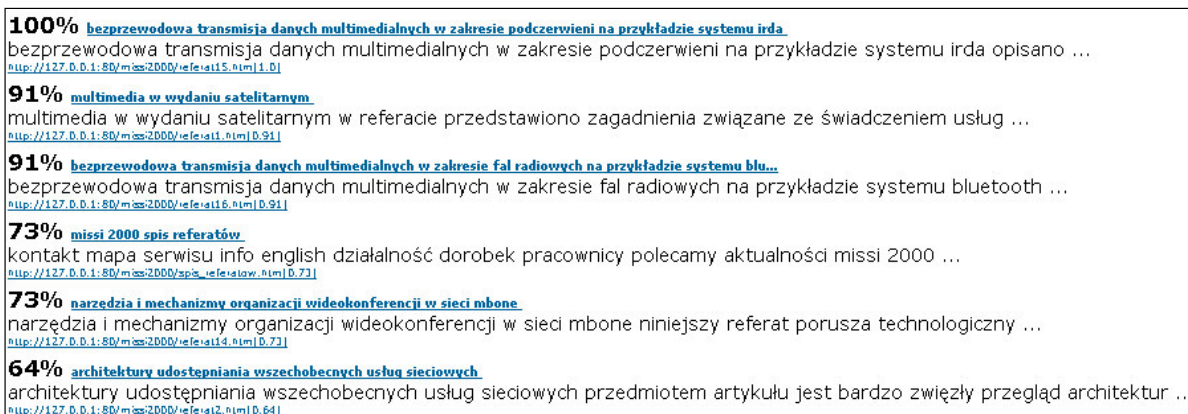 100% bezprzewodowa transmisja danych multimedialnych w zakresie podczerwieni na przykładzie systemu irda
bezprzewodowa transmisja danych multimedialnych w zakresie podczerwieni na przykładzie systemu irda opisano ...
http://127.0.0.1:80/missi2000/referat15.htm[1.0]
91% multimedia w wydaniu satelitarnym
multimedia w wydaniu satelitarnym w referacie przedstawiono zagadnienia związane ze świadczeniem usług ...
http://127.0.0.1:80/missi2000/referat1.htm[0.91]
91% bezprzewodowa transmisja danych multimedialnych w zakresie fal radiowych na przykładzie systemu blu...
bezprzewodowa transmisja danych multimedialnych w zakresie fal radiowych na przykładzie systemu bluetooth ...
http://127.0.0.1:80/missi2000/referat16.htm[0.91]
73% missi 2000 spis referatów
kontakt mapa serwisu info english działalność dorobek pracownicy polecamy aktualności missi 2000 ...
http://127.0.0.1:80/missi2000/spis_referatow.htm[0.73]
73% narzędzia i mechanizmy organizacji wideokonferencji w sieci mbone
narzędzia i mechanizmy organizacji wideokonferencji w sieci mbone niniejszy referat porusza technologiczny ...
http://127.0.0.1:80/missi2000/referat14.htm[0.73]
64% architektury udostępniania wszechobecnych usług sieciowych
architektury udostępniania wszechobecnych usług sieciowych przedmiotem artykułu jest bardzo zwięzły przegląd architektur ..
http://127.0.0.1:80/missi2000/referat2.htm[0.64]